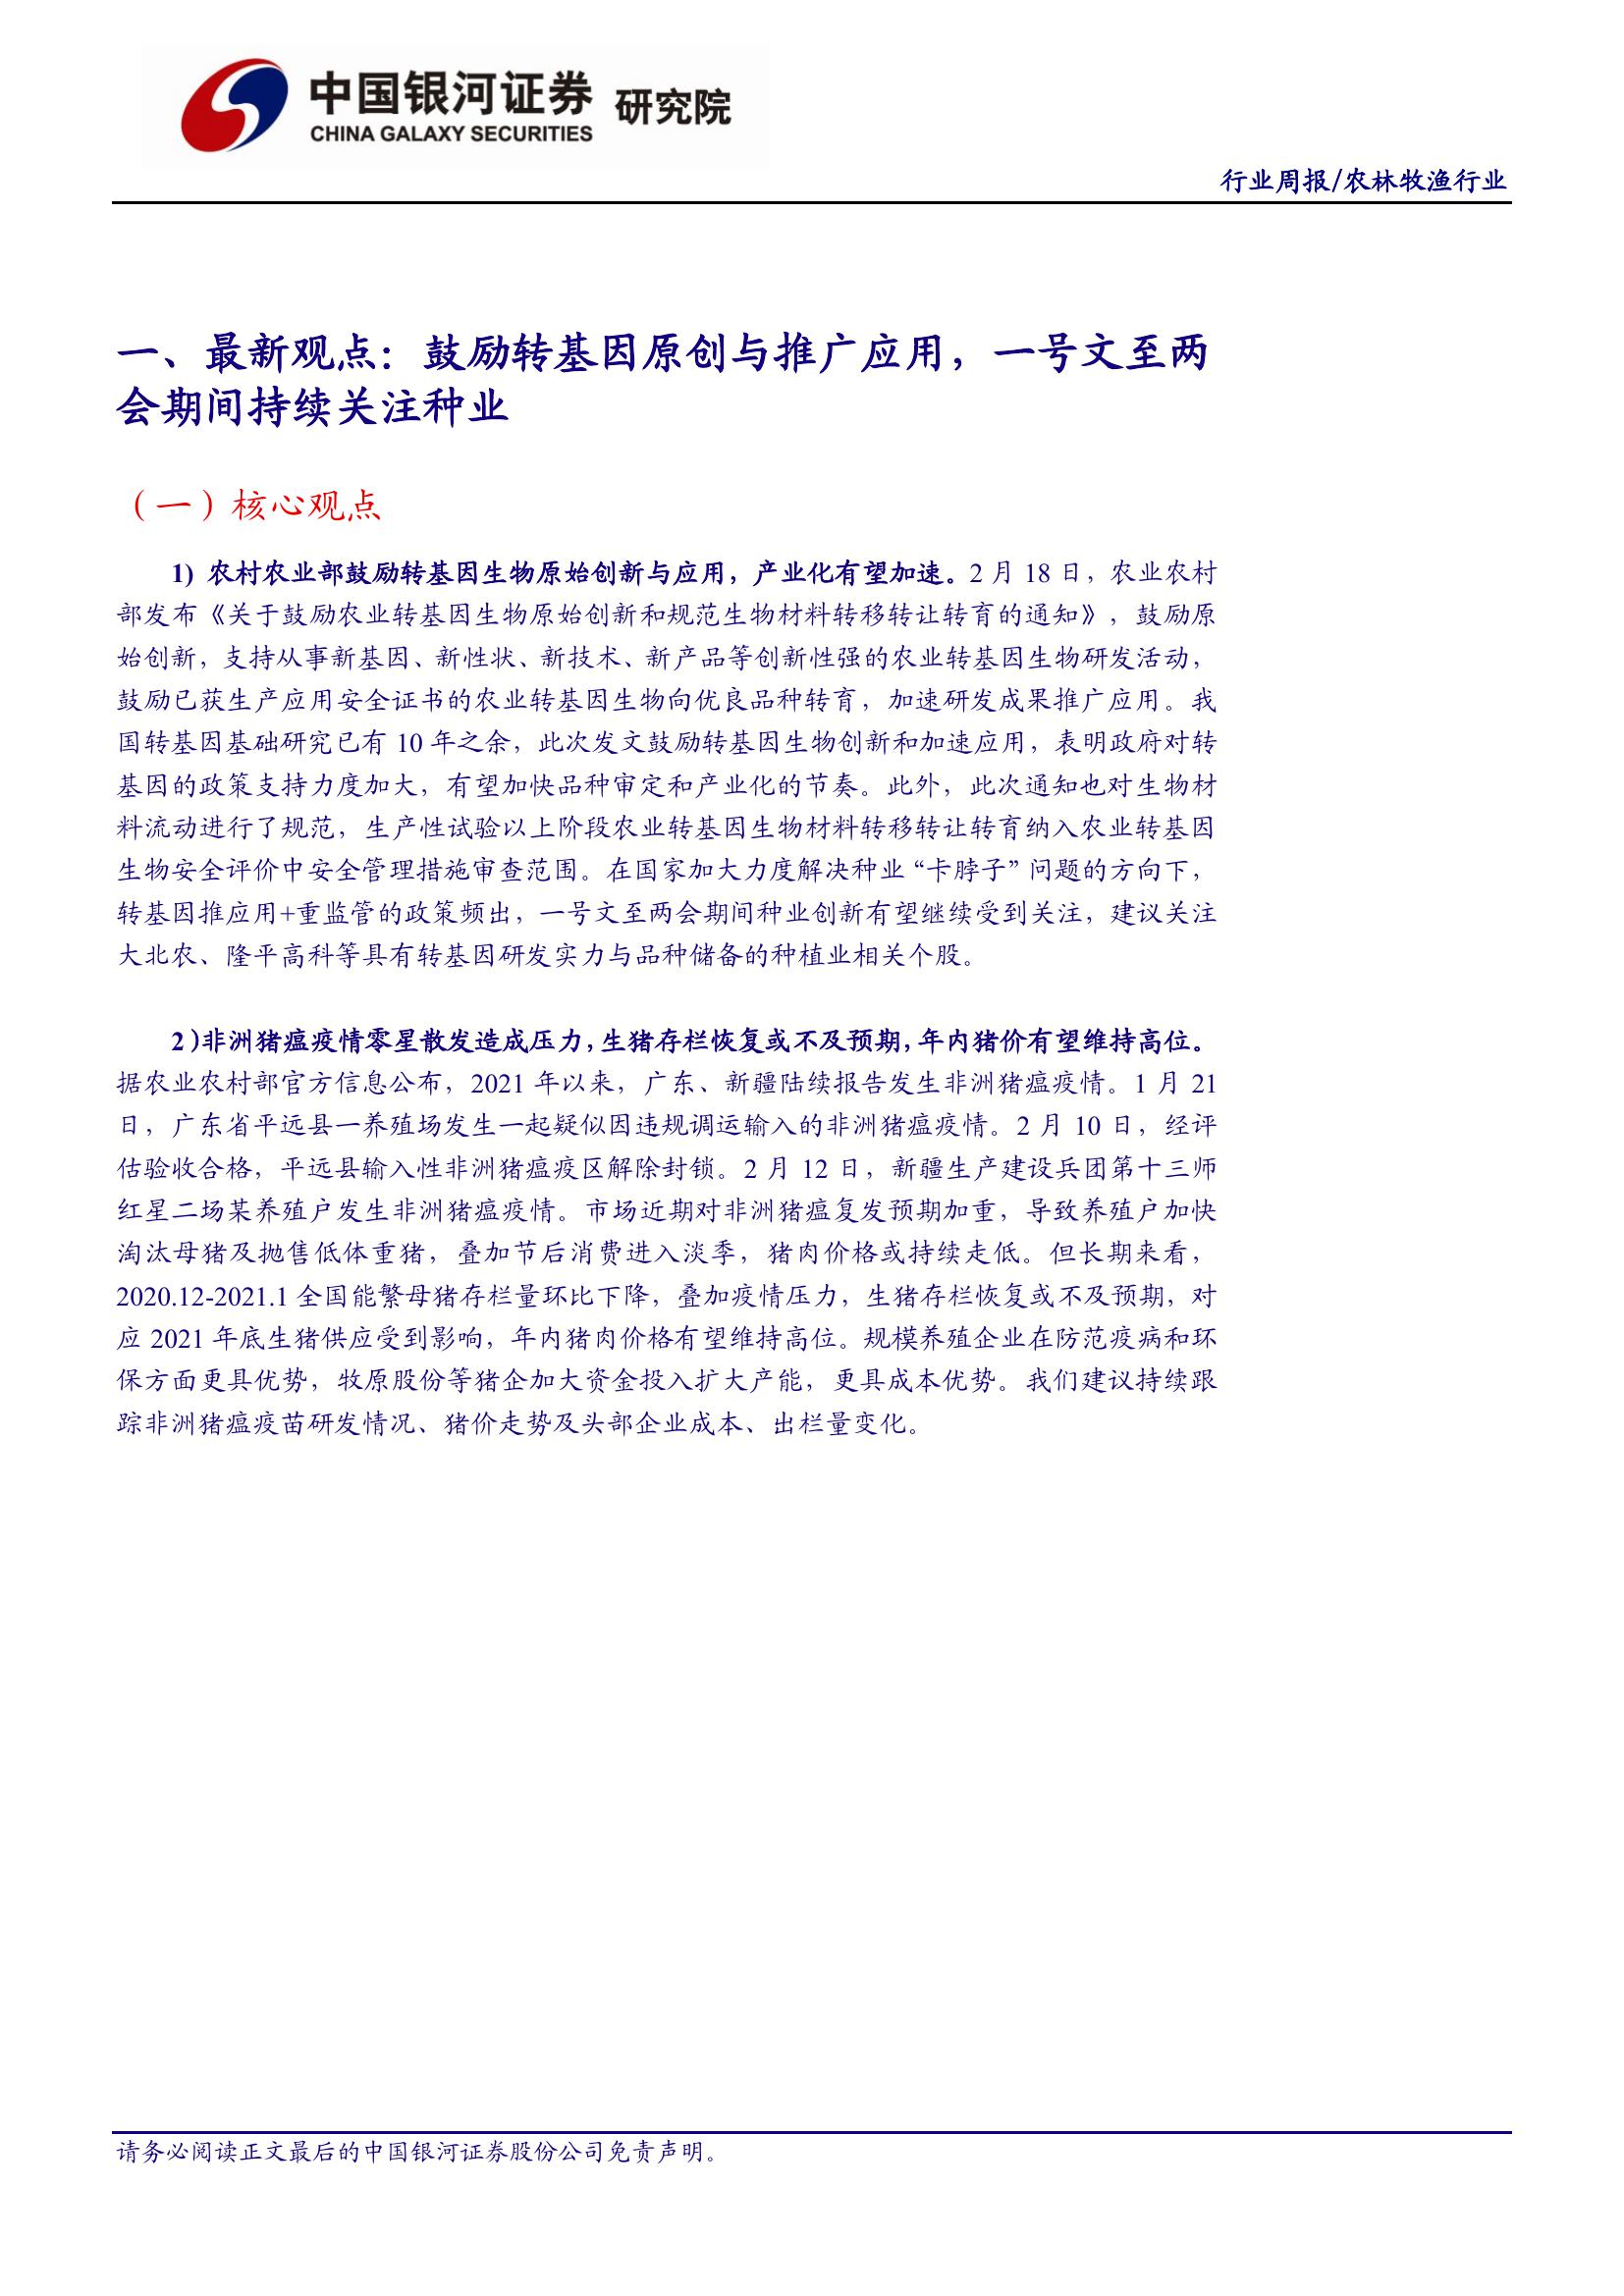 中国银河证券 研究院
CHINA GALAXY SECURITIES
行业周报/农林牧渔行业
一、最新观点：鼓励转基因原创与推广应用，一号文至两
会期间持续关注种业
（一）核心观点
1) 农村农业部鼓励转基因生物原始创新与应用，产业化有望加速。2 月 18 日，农业农村
部发布《关于鼓励农业转基因生物原始创新和规范生物材料转移转让转育的通知》，鼓励原
始创新，支持从事新基因、新性状、新技术、新产品等创新性强的农业转基因生物研发活动，
鼓励已获生产应用安全证书的农业转基因生物向优良品种转育，加速研发成果推广应用。我
国转基因基础研究已有 10 年之余，此次发文鼓励转基因生物创新和加速应用，表明政府对转
基因的政策支持力度加大，有望加快品种审定和产业化的节奏。此外，此次通知也对生物材
料流动进行了规范，生产性试验以上阶段农业转基因生物材料转移转让转育纳入农业转基因
生物安全评价中安全管理措施审查范围。在国家加大力度解决种业“卡脖子”问题的方向下，
转基因推应用+重监管的政策频出，一号文至两会期间种业创新有望继续受到关注，建议关注
大北农、隆平高科等具有转基因研发实力与品种储备的种植业相关个股。
2）非洲猪瘟疫情零星散发造成压力，生猪存栏恢复或不及预期，年内猪价有望维持高位。
据农业农村部官方信息公布，2021 年以来，广东、新疆陆续报告发生非洲猪瘟疫情。1 月 21
日，广东省平远县一养殖场发生一起疑似因违规调运输入的非洲猪瘟疫情。2 月 10 日，经评
估验收合格，平远县输入性非洲猪瘟疫区解除封锁。2 月 12 日，新疆生产建设兵团第十三师
红星二场某养殖户发生非洲猪瘟疫情。市场近期对非洲猪瘟复发预期加重，导致养殖户加快
淘汰母猪及抛售低体重猪，叠加节后消费进入淡季，猪肉价格或持续走低。但长期来看，
2020.12-2021.1 全国能繁母猪存栏量环比下降，叠加疫情压力，生猪存栏恢复或不及预期，对
应 2021 年底生猪供应受到影响，年内猪肉价格有望维持高位。规模养殖企业在防范疫病和环
保方面更具优势，牧原股份等猪企加大资金投入扩大产能，更具成本优势。我们建议持续跟
踪非洲猪瘟疫苗研发情况、猪价走势及头部企业成本、出栏量变化。
请务必阅读正文最后的中国银河证券股份公司免责声明。